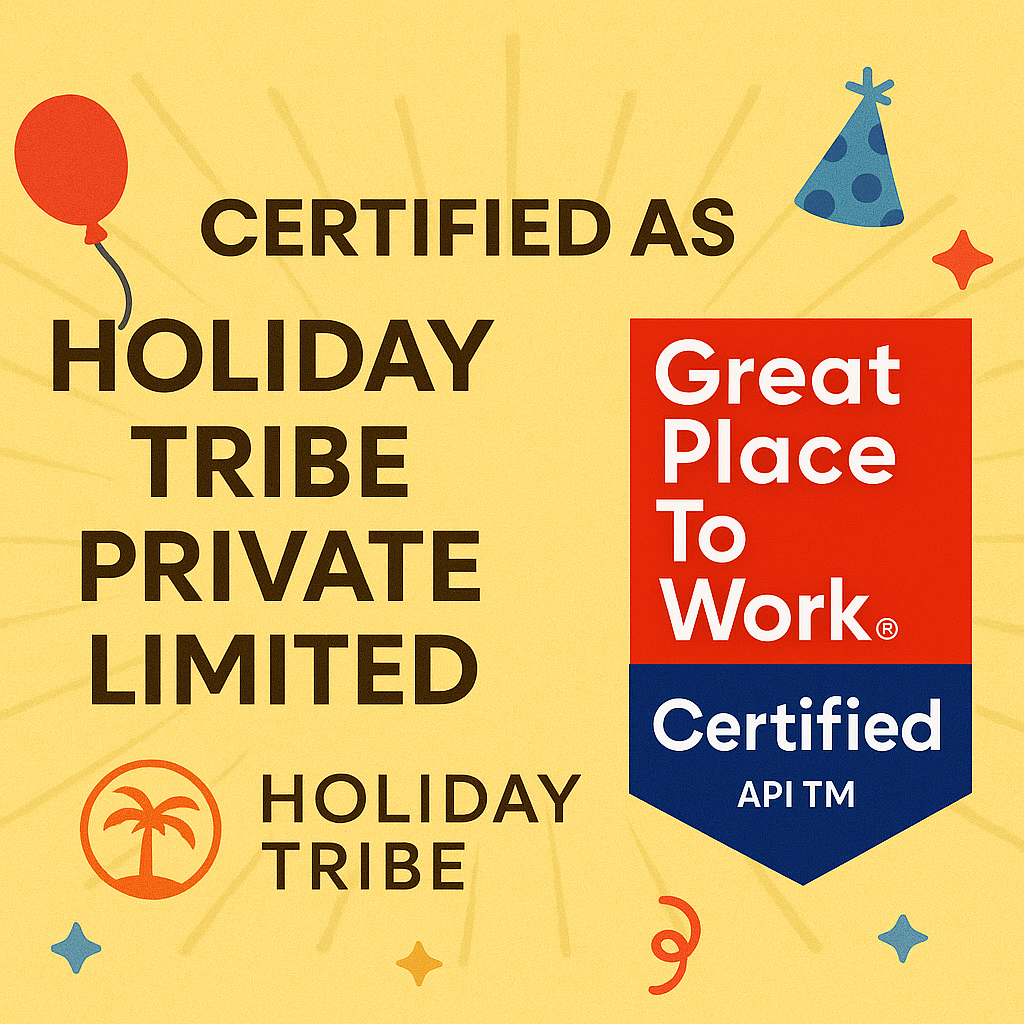 CERTIFIED AS
HOLIDAY
TRIBE
PRIVATE
LIMITED
HOLIDAY
TRIBE
Great
Place
To
Work®
Certified
API TM